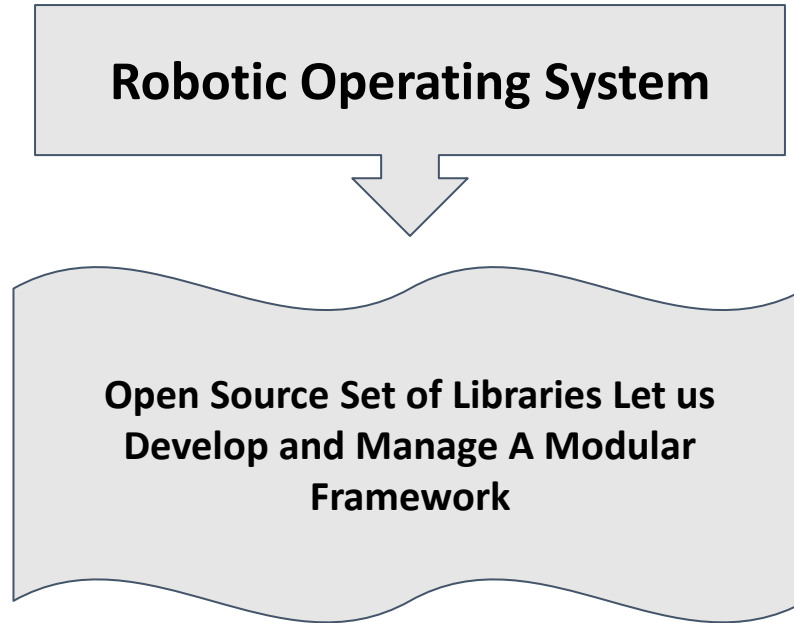 Robotic Operating System
Open Source Set of Libraries Let us
Develop and Manage A Modular
Framework